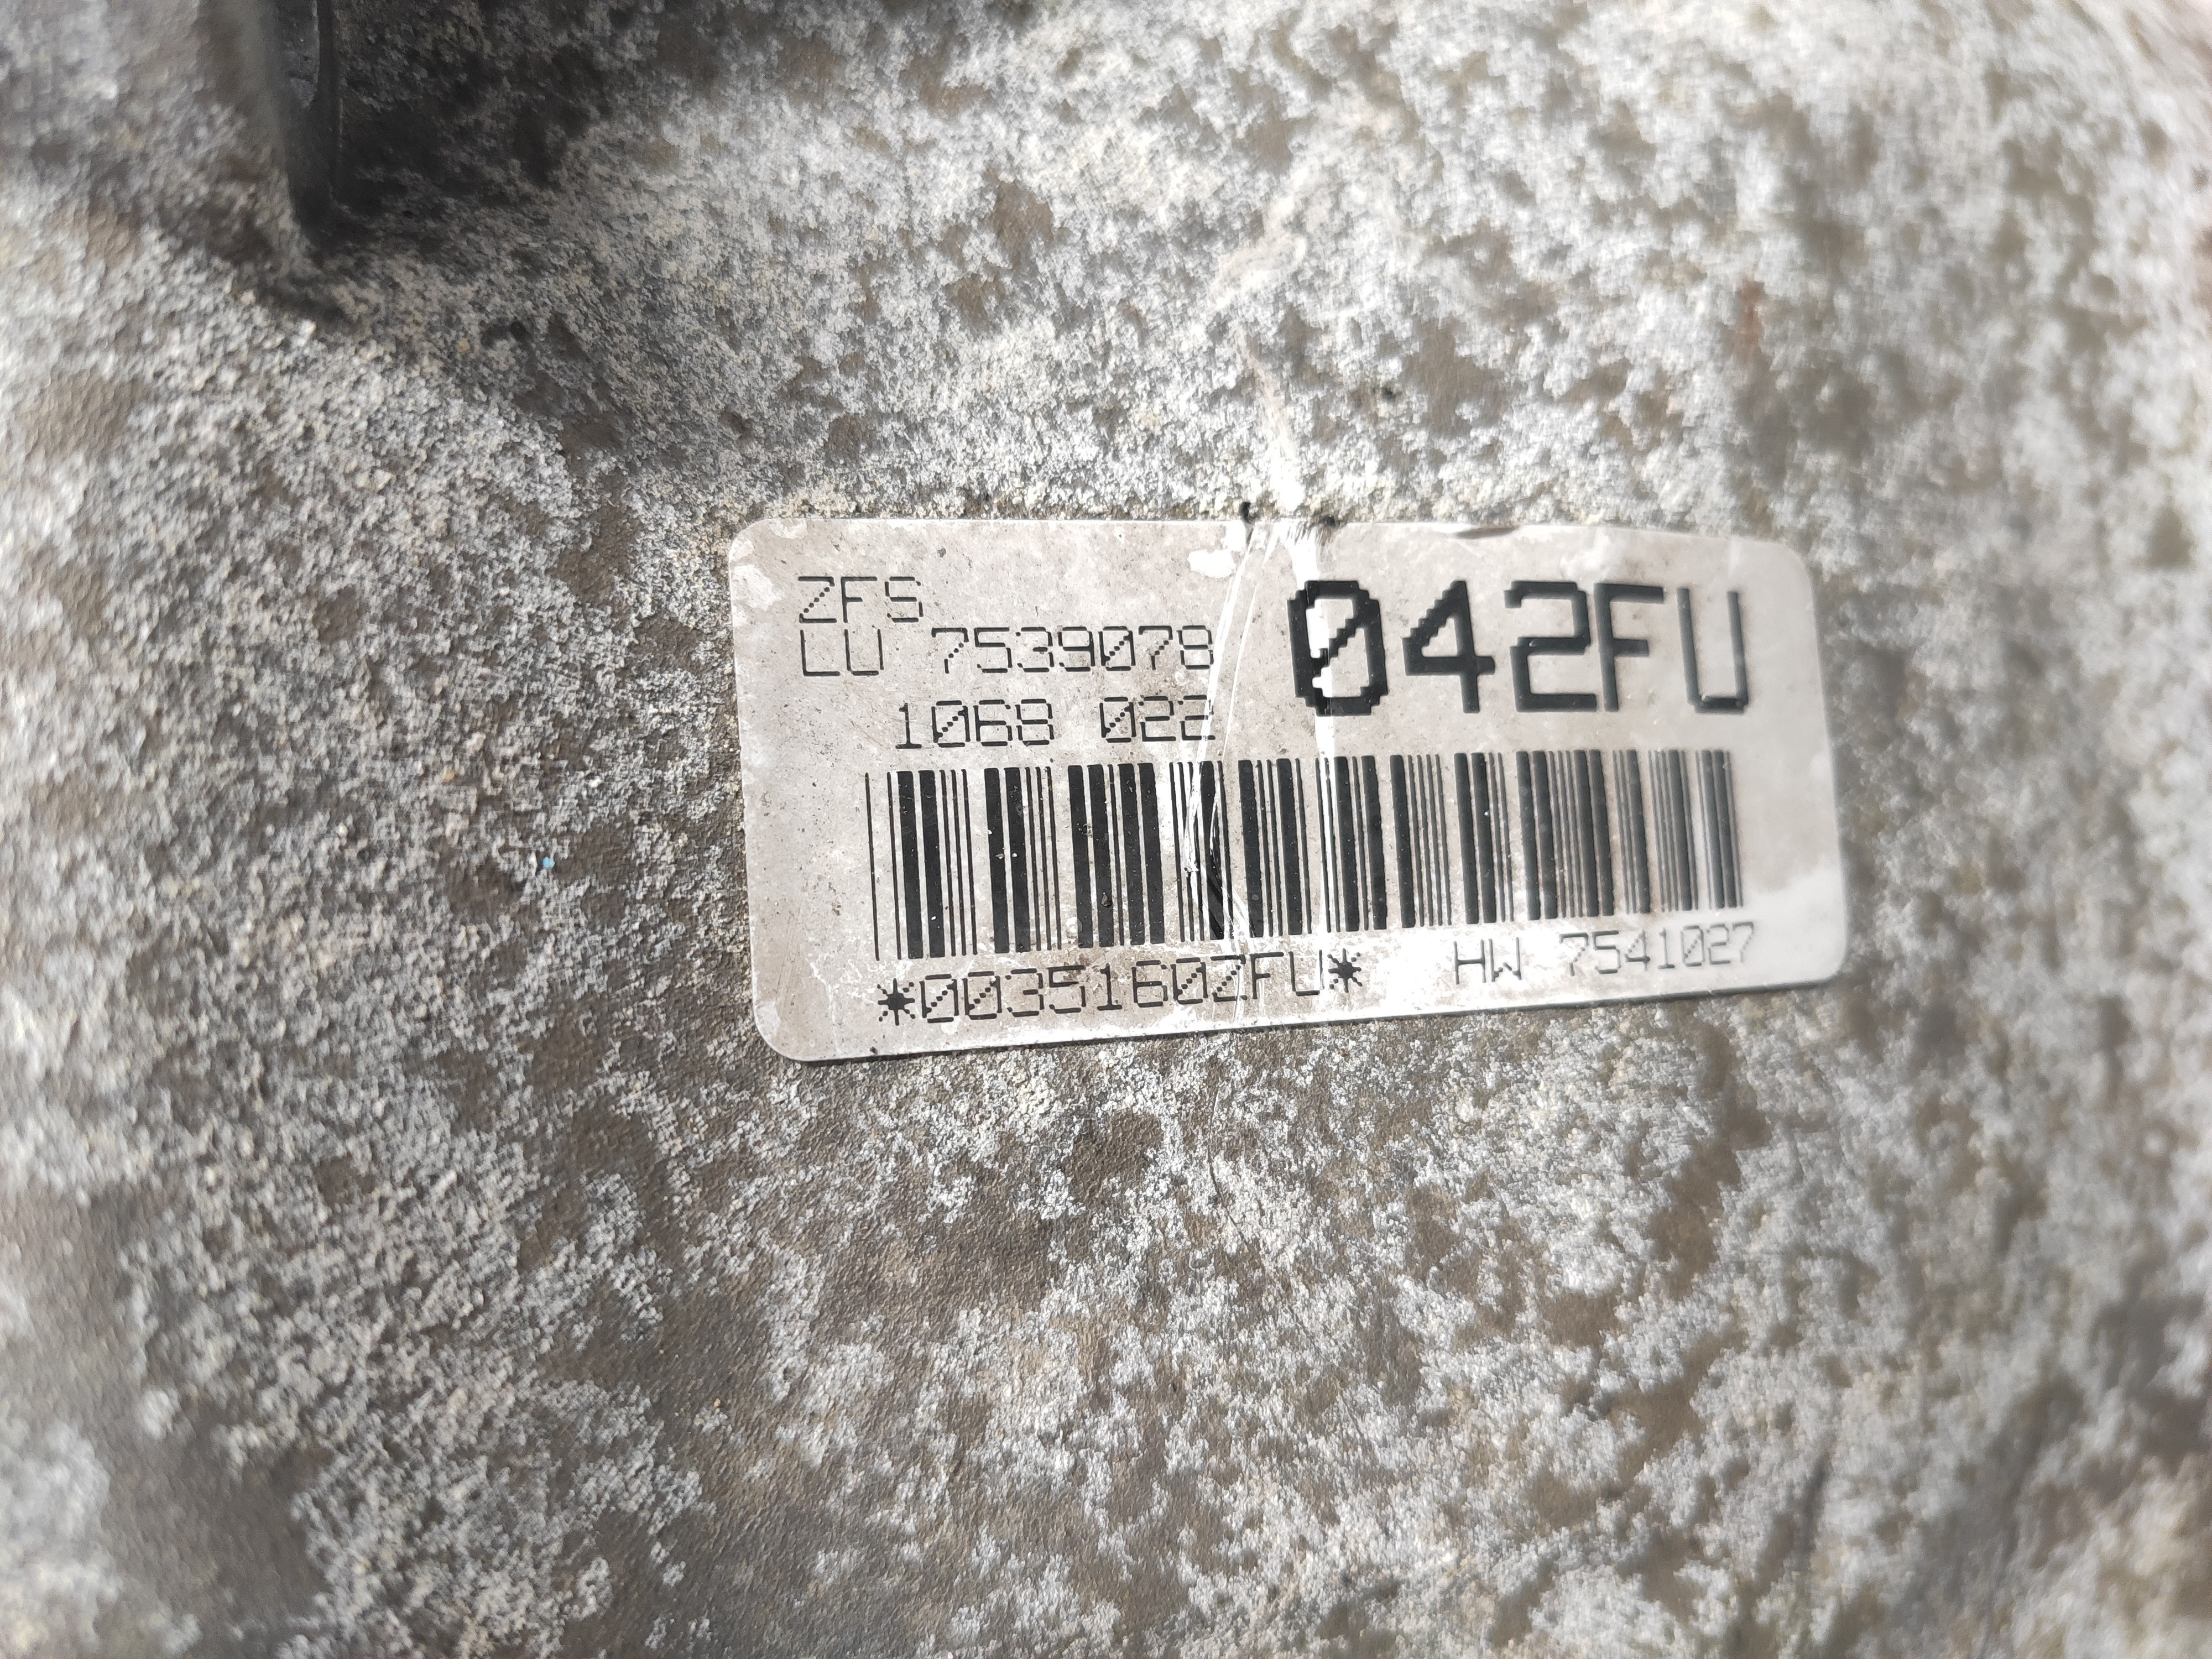 ZFS
LU 7539078
042FU
1068 022
*0035160ZFU*
HW 7541027